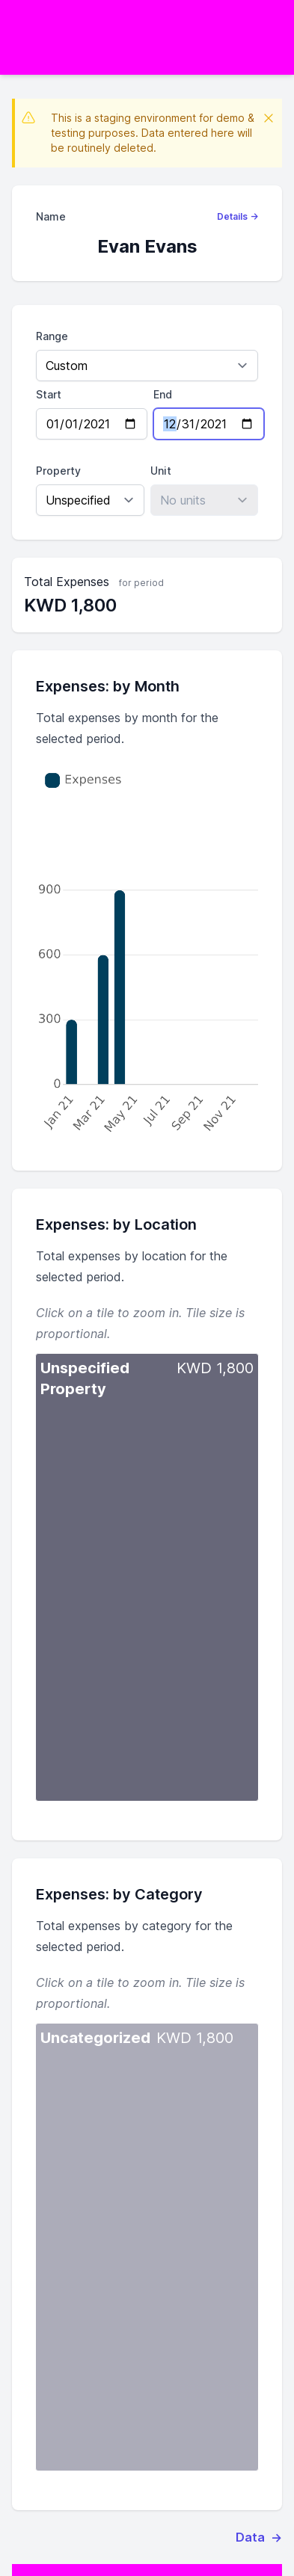 This is a staging environment for demo &
testing purposes. Data entered here will
be routinely deleted.
Name
Details →
Evan Evans
Range
Custom
Start
End
01/01/2021
12/31/2021
Property
Unit
Unspecified
No units
Total Expenses for period
KWD 1,800
Expenses: by Month
Total expenses by month for the
selected period.
Expenses
900
600
300
0
Jan 21
Mar 21
May 21
Jul 21
Sep 21
Nov 21
Expenses: by Location
Total expenses by location for the
selected period.
Click on a tile to zoom in. Tile size is
proportional.
Unspecified KWD 1,800
Property
Expenses: by Category
Total expenses by category for the
selected period.
Click on a tile to zoom in. Tile size is
proportional.
Uncategorized KWD 1,800
Data →